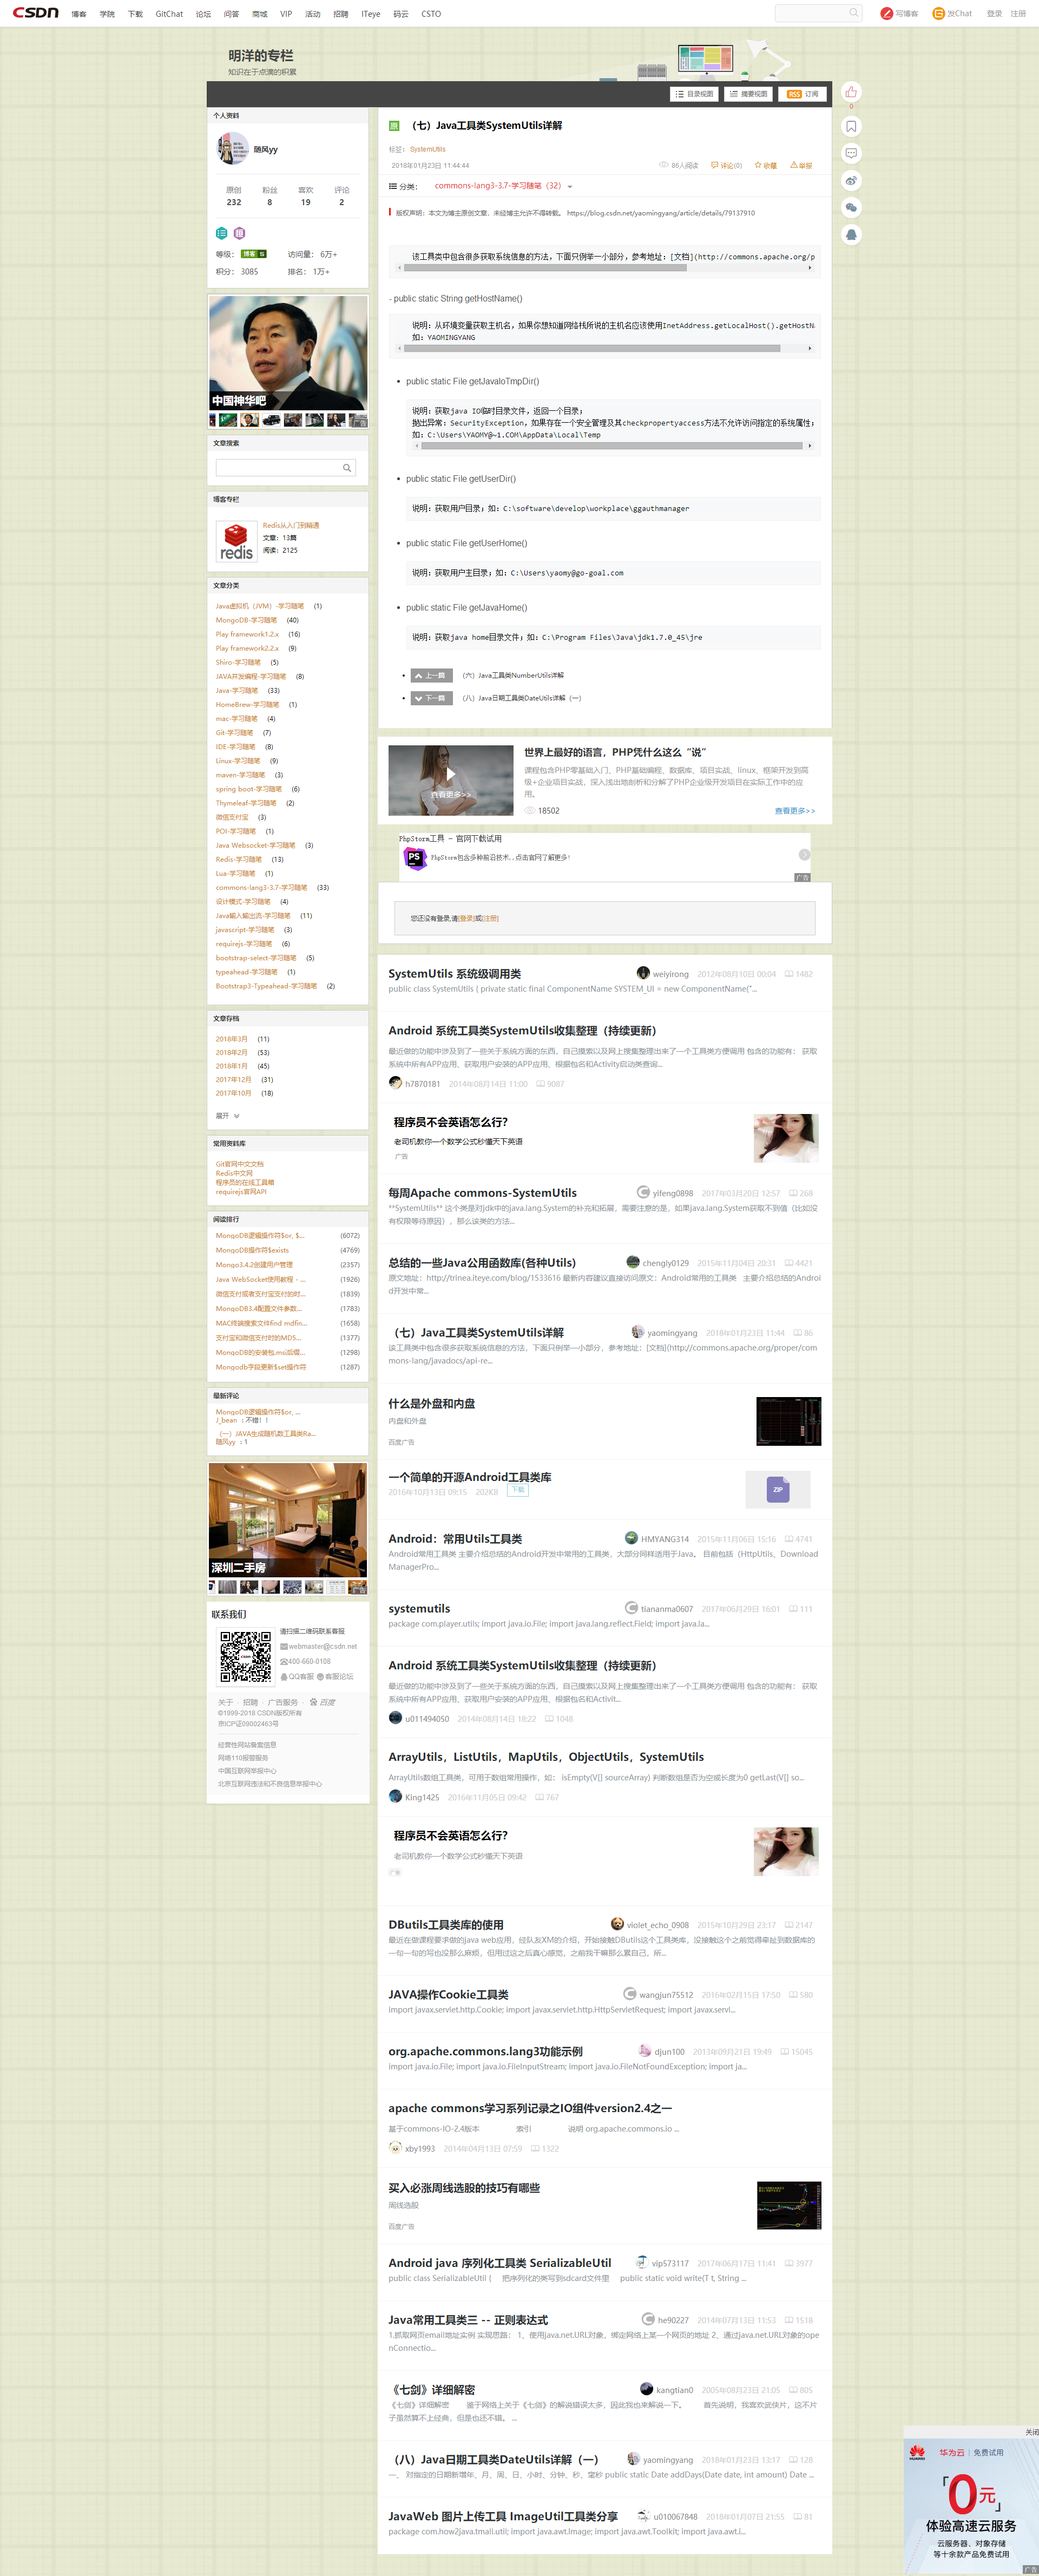 CSDN 博客 学院 下载 GitChat 论坛 问答 商城 VIP 活动 招聘 ITeye 码云 CSTO 写博客 发Chat 登录 注册
明洋的专栏
知识在于点滴的积累
目录视图 摘要视图 RSS 订阅
个人资料
随风yy
原创 粉丝 喜欢 评论
232 8 19 2
等级： 博客 5 访问量： 6万+
积分： 3085 排名： 1万+
中国神华吧
广告
文章搜索
博客专栏
Redis从入门到精通
文章：13篇
阅读：2125
redis
文章分类
Java虚拟机（JVM）-学习随笔 (1)
MongoDB-学习随笔 (40)
Play framework1.2.x (16)
Play framework2.2.x (9)
Shiro-学习随笔 (5)
JAVA并发编程-学习随笔 (8)
Java-学习随笔 (33)
HomeBrew-学习随笔 (1)
mac-学习随笔 (4)
Git-学习随笔 (7)
IDE-学习随笔 (8)
Linux-学习随笔 (9)
maven-学习随笔 (3)
spring boot-学习随笔 (6)
Thymeleaf-学习随笔 (2)
微信支付宝 (3)
POI-学习随笔 (1)
Java Websocket-学习随笔 (3)
Redis-学习随笔 (13)
Lua-学习随笔 (1)
commons-lang3-3.7-学习随笔 (33)
设计模式-学习随笔 (4)
Java输入输出流-学习随笔 (11)
javascript-学习随笔 (3)
requirejs-学习随笔 (6)
bootstrap-select-学习随笔 (5)
typeahead-学习随笔 (1)
Bootstrap3-Typeahead-学习随笔 (2)
文章存档
2018年3月 (11)
2018年2月 (53)
2018年1月 (45)
2017年12月 (31)
2017年10月 (18)
展开
常用资料库
Git官网中文文档
Redis中文网
程序员的在线工具箱
requirejs官网API
阅读排行
MongoDB逻辑操作符$or, $... (6072)
MongoDB操作符$exists (4769)
Mongo3.4.2创建用户管理 (2357)
Java WebSocket使用教程 - ... (1926)
微信支付或者支付宝支付的时... (1839)
MongoDB3.4配置文件参数... (1783)
MAC终端搜索文件find mdfin... (1658)
支付宝和微信支付时的MD5... (1377)
MongoDB的安装包.msi后缀... (1298)
Mongodb字段更新$set操作符 (1287)
最新评论
MongoDB逻辑操作符$or, ...
J_bean ：不错！！
（一）JAVA生成随机数工具类Ra...
随风yy ：1
深圳二手房
广告
联系我们
请扫描二维码联系客服
webmaster@csdn.net
400-660-0108
QQ客服 客服论坛
关于 · 招聘 · 广告服务 · 百度
©1999-2018 CSDN版权所有
京ICP证09002463号
经营性网站备案信息
网络110报警服务
中国互联网举报中心
北京互联网违法和不良信息举报中心
原 （七）Java工具类SystemUtils详解
标签： SystemUtils
2018年01月23日 11:44:44 86人阅读 评论(0) 收藏 举报
分类： commons-lang3-3.7-学习随笔（32）
版权声明：本文为博主原创文章，未经博主允许不得转载。 https://blog.csdn.net/yaomingyang/article/details/79137910
该工具类中包含很多获取系统信息的方法，下面只例举一小部分，参考地址：[文档](http://commons.apache.org/p
- public static String getHostName()
说明：从环境变量获取主机名，如果你想知道网络栈所说的主机名应该使用InetAddress.getLocalHost().getHostN
如：YAOMINGYANG
public static File getJavaIoTmpDir()
说明：获取java IO临时目录文件，返回一个目录；
抛出异常：SecurityException，如果存在一个安全管理及其checkpropertyaccess方法不允许访问指定的系统属性；
如：C:\Users\YAOMY@~1.COM\AppData\Local\Temp
public static File getUserDir()
说明：获取用户目录；如：C:\software\develop\workplace\ggauthmanager
public static File getUserHome()
说明：获取用户主目录；如：C:\Users\yaomy@go-goal.com
public static File getJavaHome()
说明：获取java home目录文件；如：C:\Program Files\Java\jdk1.7.0_45\jre
上一篇 （六）Java工具类NumberUtils详解
下一篇 （八）Java日期工具类DateUtils详解（一）
世界上最好的语言，PHP凭什么这么“说”
课程包含PHP零基础入门、PHP基础编程、数据库、项目实战、linux、框架开发到高
级+企业项目实战，深入浅出地剖析和分解了PHP企业级开发项目在实际工作中的应
用。
查看更多>>
18502 查看更多>>
PhpStorm工具 - 官网下载试用
PS PhpStorm包含多种前沿技术..点击官网了解更多!
广告
您还没有登录,请[登录]或[注册]
SystemUtils 系统级调用类 weiyirong 2012年08月10日 00:04 1482
public class SystemUtils { private static final ComponentName SYSTEM_UI = new ComponentName("...
Android 系统工具类SystemUtils收集整理（持续更新）
最近做的功能中涉及到了一些关于系统方面的东西，自己摸索以及网上搜集整理出来了一个工具类方便调用 包含的功能有： 获取
系统中所有APP应用、获取用户安装的APP应用、根据包名和Activity启动类查询...
h7870181 2014年08月14日 11:00 9087
程序员不会英语怎么行？
老司机教你一个数学公式秒懂天下英语
广告
每周Apache commons-SystemUtils yifeng0898 2017年03月20日 12:57 268
**SystemUtils** 这个类是对jdk中的java.lang.System的补充和拓展，需要注意的是，如果java.lang.System获取不到值（比如没
有权限等待原因），那么该类的方法...
总结的一些Java公用函数库(各种Utils) chengly0129 2015年11月04日 20:31 4421
原文地址：http://trinea.iteye.com/blog/1533616 最新内容建议直接访问原文：Android常用的工具类 主要介绍总结的Androi
d开发中常...
（七）Java工具类SystemUtils详解 yaomingyang 2018年01月23日 11:44 86
该工具类中包含很多获取系统信息的方法，下面只例举一小部分，参考地址：[文档](http://commons.apache.org/proper/com
mons-lang/javadocs/api-re...
什么是外盘和内盘
内盘和外盘
百度广告
一个简单的开源Android工具类库
2016年10月13日 09:15 202KB 下载
ZIP
Android：常用Utils工具类 HMYANG314 2015年11月06日 15:16 4741
Android常用工具类 主要介绍总结的Android开发中常用的工具类，大部分同样适用于Java。 目前包括（HttpUtils、Download
ManagerPro...
systemutils tiananma0607 2017年06月29日 16:01 111
package com.player.utils; import java.io.File; import java.lang.reflect.Field; import java.la...
Android 系统工具类SystemUtils收集整理（持续更新）
最近做的功能中涉及到了一些关于系统方面的东西，自己摸索以及网上搜集整理出来了一个工具类方便调用 包含的功能有： 获取
系统中所有APP应用、获取用户安装的APP应用、根据包名和Activit...
u011494050 2014年08月14日 18:22 1048
ArrayUtils，ListUtils，MapUtils，ObjectUtils，SystemUtils
ArrayUtils数组工具类，可用于数组常用操作，如： isEmpty(V[] sourceArray) 判断数组是否为空或长度为0 getLast(V[] so...
King1425 2016年11月05日 09:42 767
程序员不会英语怎么行？
老司机教你一个数学公式秒懂天下英语
广告
DButils工具类库的使用 violet_echo_0908 2015年10月29日 23:17 2147
最近在做课程要求做的java web应用，经队友XM的介绍，开始接触DButils这个工具类库，没接触这个之前觉得牵扯到数据库的
一句一句的写也没那么麻烦，但用过这之后真心感觉，之前我干嘛那么累自己，所...
JAVA操作Cookie工具类 wangjun75512 2016年02月15日 17:50 580
import javax.servlet.http.Cookie; import javax.servlet.http.HttpServletRequest; import javax.servl...
org.apache.commons.lang3功能示例 djun100 2013年09月21日 19:49 15045
import java.io.File; import java.io.FileInputStream; import java.io.FileNotFoundException; import ja...
apache commons学习系列记录之IO组件version2.4之一
基于commons-IO-2.4版本 索引 说明 org.apache.commons.io ...
xby1993 2014年04月13日 07:59 1322
买入必涨周线选股的技巧有哪些
周线选股
百度广告
Android java 序列化工具类 SerializableUtil vip573117 2017年06月17日 11:41 3977
public class SerializableUtil { 把序列化的类写到sdcard文件里 public static void write(T t, String ...
Java常用工具类三 -- 正则表达式 he90227 2014年07月13日 11:53 1518
1.抓取网页email地址实例 实现思路： 1、使用java.net.URL对象，绑定网络上某一个网页的地址 2、通过java.net.URL对象的ope
nConnectio...
《七剑》详细解密 kangtian0 2005年08月23日 21:05 805
《七剑》详细解密 鉴于网络上关于《七剑》的解说错误太多，因此我也来解说一下。 首先说明，我喜欢武侠片，这不片
子虽然算不上经典，但是也还不错。 ...
（八）Java日期工具类DateUtils详解（一） yaomingyang 2018年01月23日 13:17 128
一、 对指定的日期新增年、月、周、日、小时、分钟、秒、毫秒 public static Date addDays(Date date, int amount) Date ...
JavaWeb 图片上传工具 ImageUtil工具类分享 u010067848 2018年01月07日 21:55 81
package com.how2java.tmall.util; import java.awt.Image; import java.awt.Toolkit; import java.awt.i...
0
关闭
HUAWEI 华为云 | 免费试用
「0元」
体验高速云服务
云服务器、对象存储
等十余款产品免费试用
广告